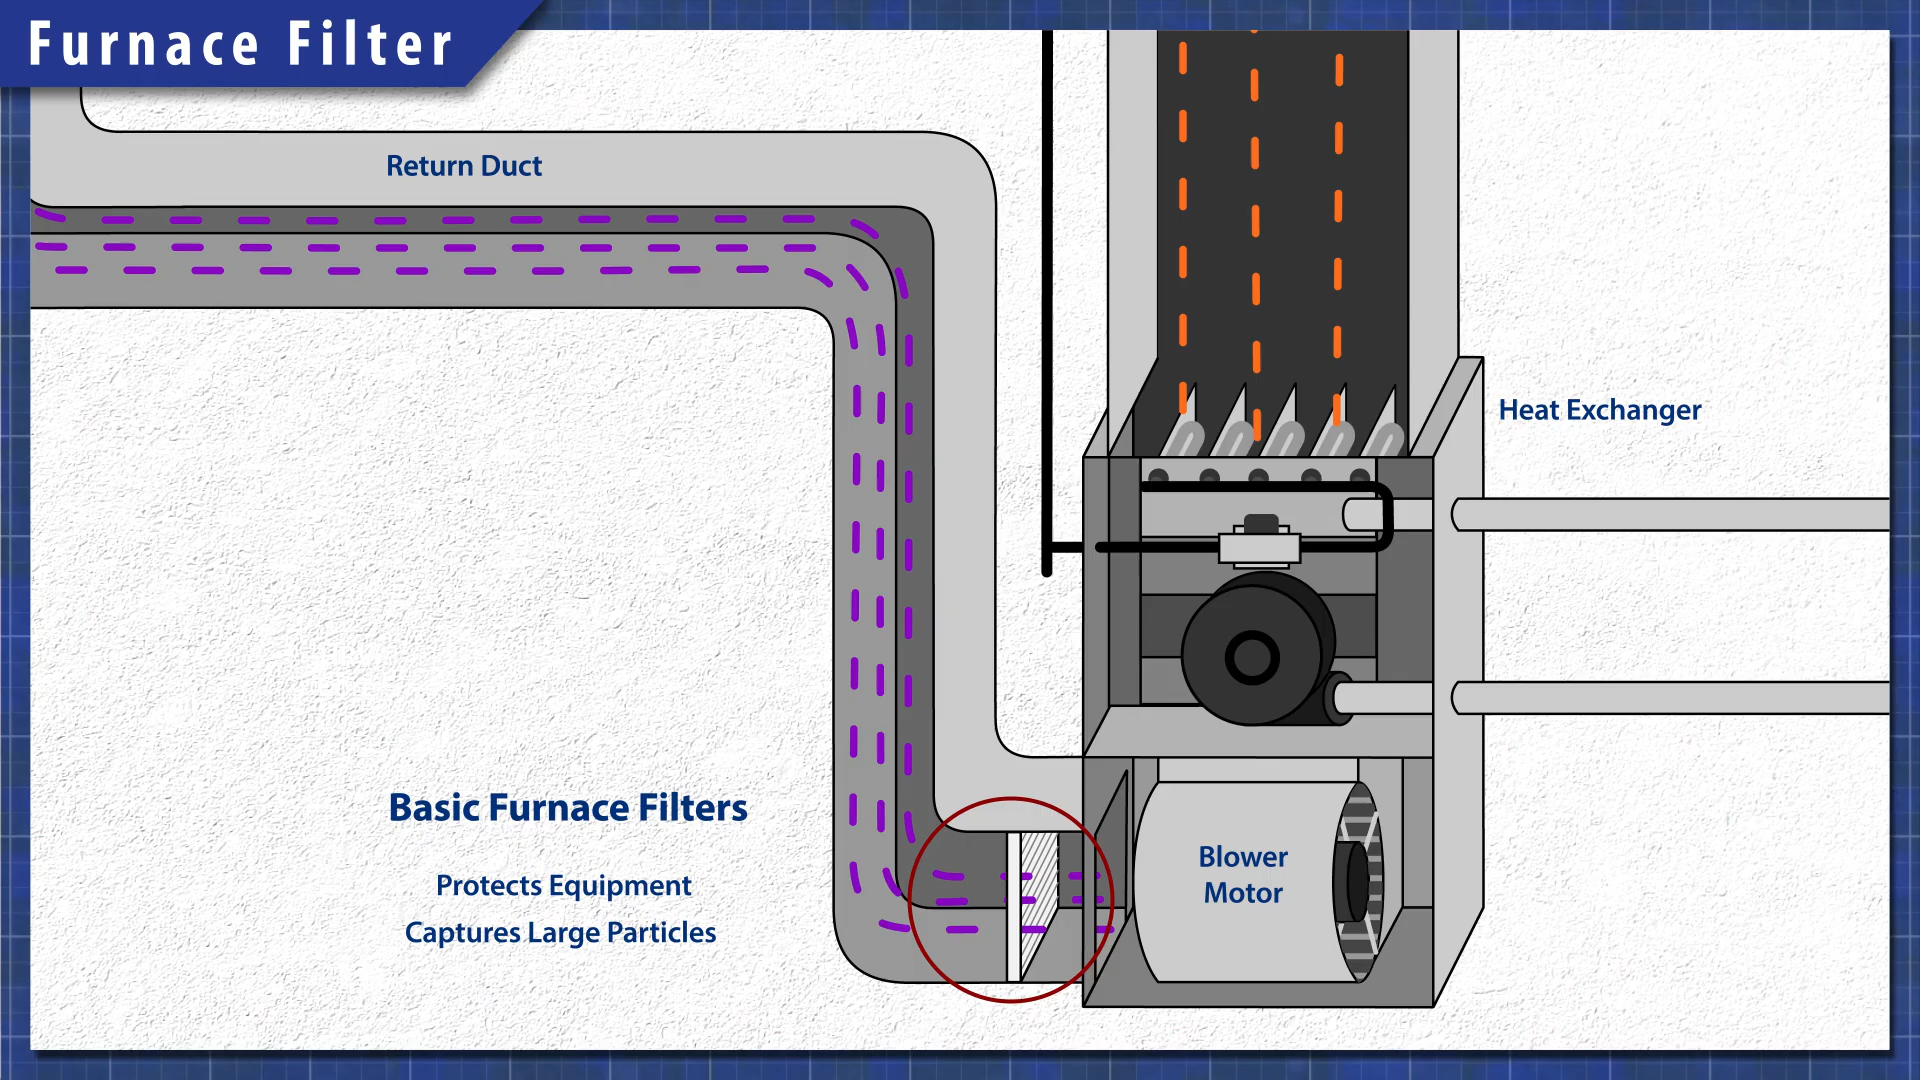 Furnace Filter
Return Duct
Heat Exchanger
Basic Furnace Filters
Protects Equipment
Captures Large Particles
Blower
Motor